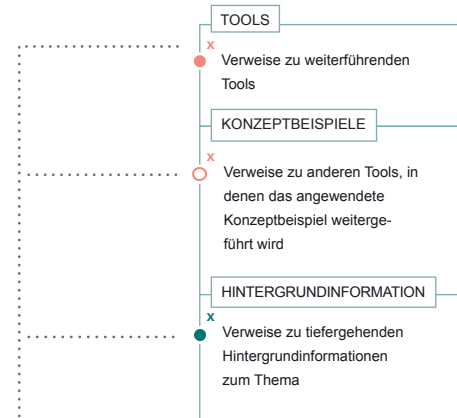 TOOLS
x
Verweise zu weiterführenden
Tools
KONZEPTBEISPIELE
x
Verweise zu anderen Tools, in
denen das angewendete
Konzeptbeispiel weiterge-
führt wird
HINTERGRUNDINFORMATION
x
Verweise zu tiefergehenden
Hintergrundinformationen
zum Thema